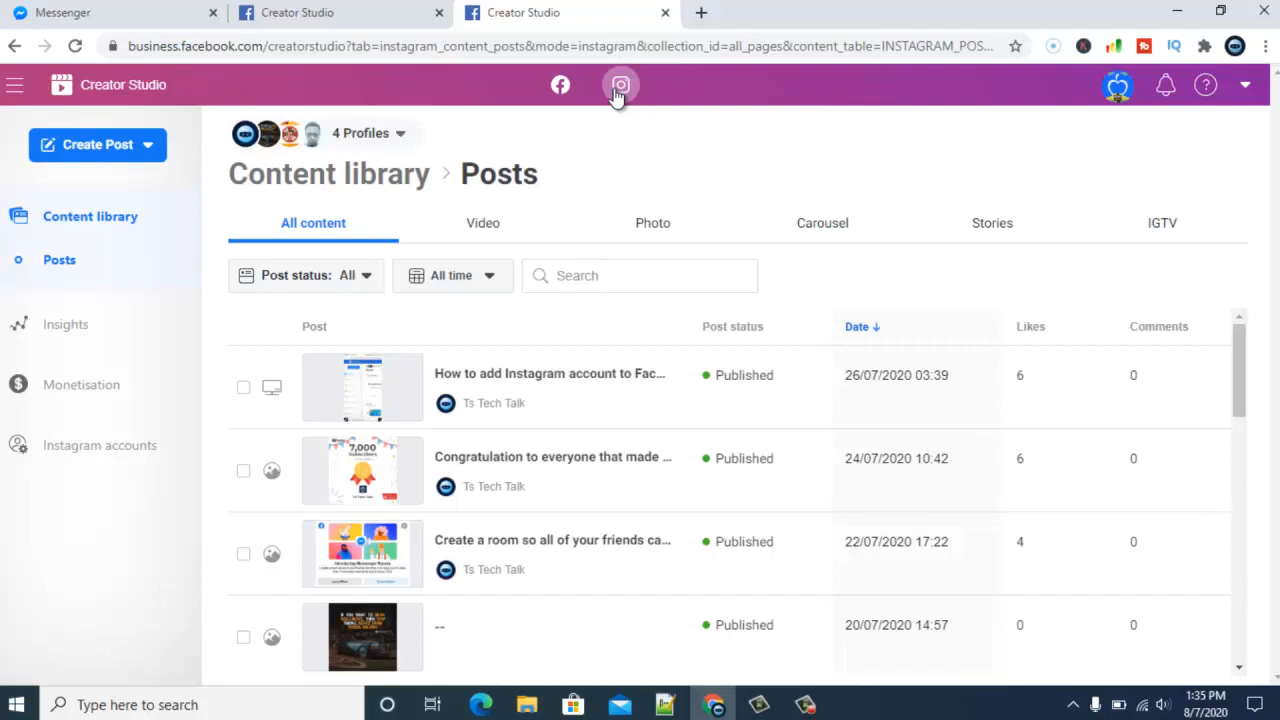 Messenger
Creator Studio
Creator Studio
business.facebook.com/creatorstudio?tab=instagram_content_posts&mode=instagram&collection_id=all_pages&content_table=INSTAGRAM_POS...
Creator Studio
Create Post
4 Profiles
Content library > Posts
Content library
Posts
Insights
Monetisation
Instagram accounts
All content
Video
Photo
Carousel
Stories
IGTV
Post status: All
All time
Search
Post
Post status
Date
Likes
Comments
How to add Instagram account to Fac...
Ts Tech Talk
Published
26/07/2020 03:39
6
0
7,000
Congratulation to everyone that made ...
Ts Tech Talk
Published
24/07/2020 10:42
6
0
Create a room so all of your friends ca...
Ts Tech Talk
Published
22/07/2020 17:22
4
0
--
Published
20/07/2020 14:57
0
0
Type here to search
1:35 PM
8/7/2020